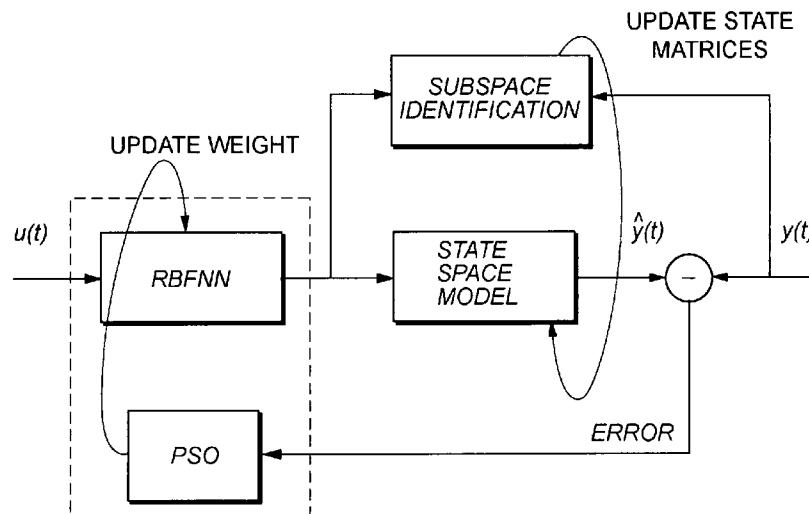 UPDATE STATE
MATRICES
SUBSPACE
IDENTIFICATION
UPDATE WEIGHT
u(t)
RBFNN
STATE
SPACE
MODEL
ŷ(t)
−
y(t)
PSO
ERROR